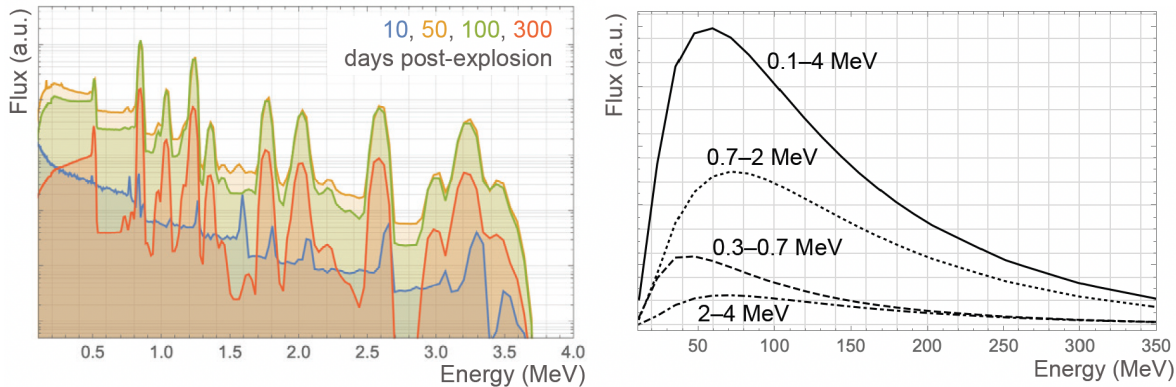 Flux (a.u.)
10, 50, 100, 300
days post-explosion
0.5 1.0 1.5 2.0 2.5 3.0 3.5 4.0
Energy (MeV)
Flux (a.u.)
0.1–4 MeV
0.7–2 MeV
0.3–0.7 MeV
2–4 MeV
50 100 150 200 250 300 350
Energy (MeV)